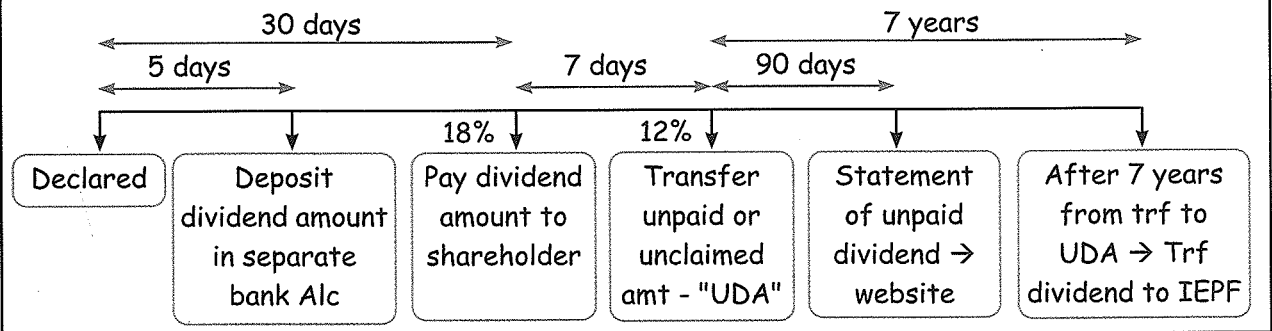 30 days
7 years
5 days
7 days
90 days
18%
12%
Declared
Deposit
dividend amount
in separate
bank Alc
Pay dividend
amount to
shareholder
Transfer
unpaid or
unclaimed
amt - "UDA"
Statement
of unpaid
dividend →
website
After 7 years
from trf to
UDA → Trf
dividend to IEPF